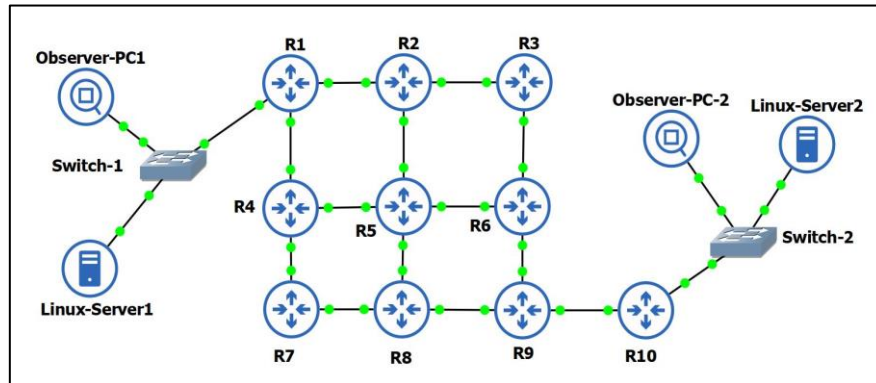 R1
R2
R3
Observer-PC1
Observer-PC-2
Linux-Server2
Switch-1
R4
R5
R6
Switch-2
Linux-Server1
R7
R8
R9
R10